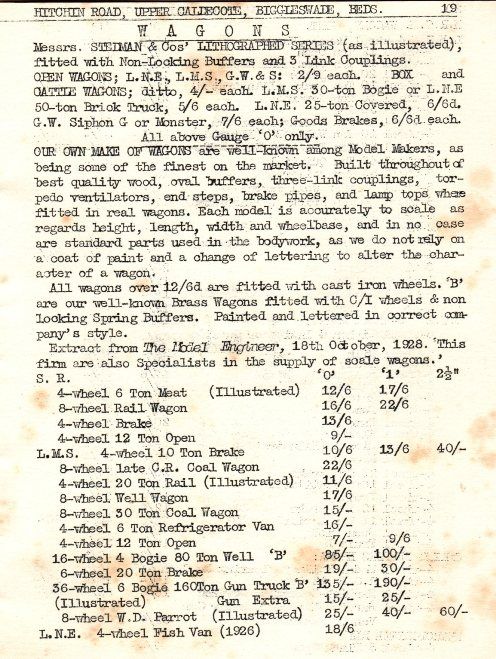 HITCHIN ROAD, UPPER CALDECOTE, BIGGLESWADE, BEDS. 19
W A G O N S
Messrs. STEDMAN & Cos' LITHOGRAPHED SERIES (as illustrated),
fitted with Non-Locking Buffers and 3 Link Couplings.
OPEN WAGONS; L.N.E, L.M.S., G.W.& S: 2/9 each. BOX and
CATTLE WAGONS; ditto, 4/- each. L.M.S. 30-ton Bogie or L.N.E
50-ton Brick Truck, 5/6 each. L.N.E. 25-ton Covered, 6/6d.
G.W. Siphon G or Monster, 7/6 each; Goods Brakes, 6/6d each.
All above Gauge 'O' only.
OUR OWN MAKE OF WAGONS are well-known among Model Makers, as
being some of the finest on the market. Built throughout of
best quality wood, oval buffers, three-link couplings, tor-
pedo ventilators, end steps, brake pipes, and lamp tops where
fitted in real wagons. Each model is accurately to scale as
regards height, length, width and wheelbase, and in no case
are standard parts used in the bodywork, as we do not rely on
a coat of paint and a change of lettering to alter the char-
acter of a wagon.
All wagons over 12/6d are fitted with cast iron wheels. 'B'
are our well-known Brass Wagons fitted with C/I wheels & non
locking Spring Buffers. Painted and lettered in correct com-
pany's style.
Extract from The Model Engineer, 18th October, 1928. 'This
firm are also Specialists in the supply of scale wagons.'
S. R. 'O' '1' 2½"
4-wheel 6 Ton Meat (Illustrated) 12/6 17/6
8-wheel Rail Wagon 16/6 22/6
4-wheel Brake 13/6
4-wheel 12 Ton Open 9/-
L.M.S. 4-wheel 10 Ton Brake 10/6 13/6 40/-
8-wheel late C.R. Coal Wagon 22/6
4-wheel 20 Ton Rail (Illustrated) 11/6
8-wheel Well Wagon 17/6
8-wheel 30 Ton Coal Wagon 15/-
4-wheel 6 Ton Refrigerator Van 16/-
4-wheel 12 Ton Open 7/- 9/6
16-wheel 4 Bogie 80 Ton Well 'B' 85/- 100/-
6-wheel 20 Ton Brake 19/- 30/-
36-wheel 6 Bogie 160Ton Gun Truck 'B' 135/- 190/-
(Illustrated) Gun Extra 15/- 25/-
8-wheel W.D. Parrot (Illustrated) 25/- 40/- 60/-
L.N.E. 4-wheel Fish Van (1926) 18/6